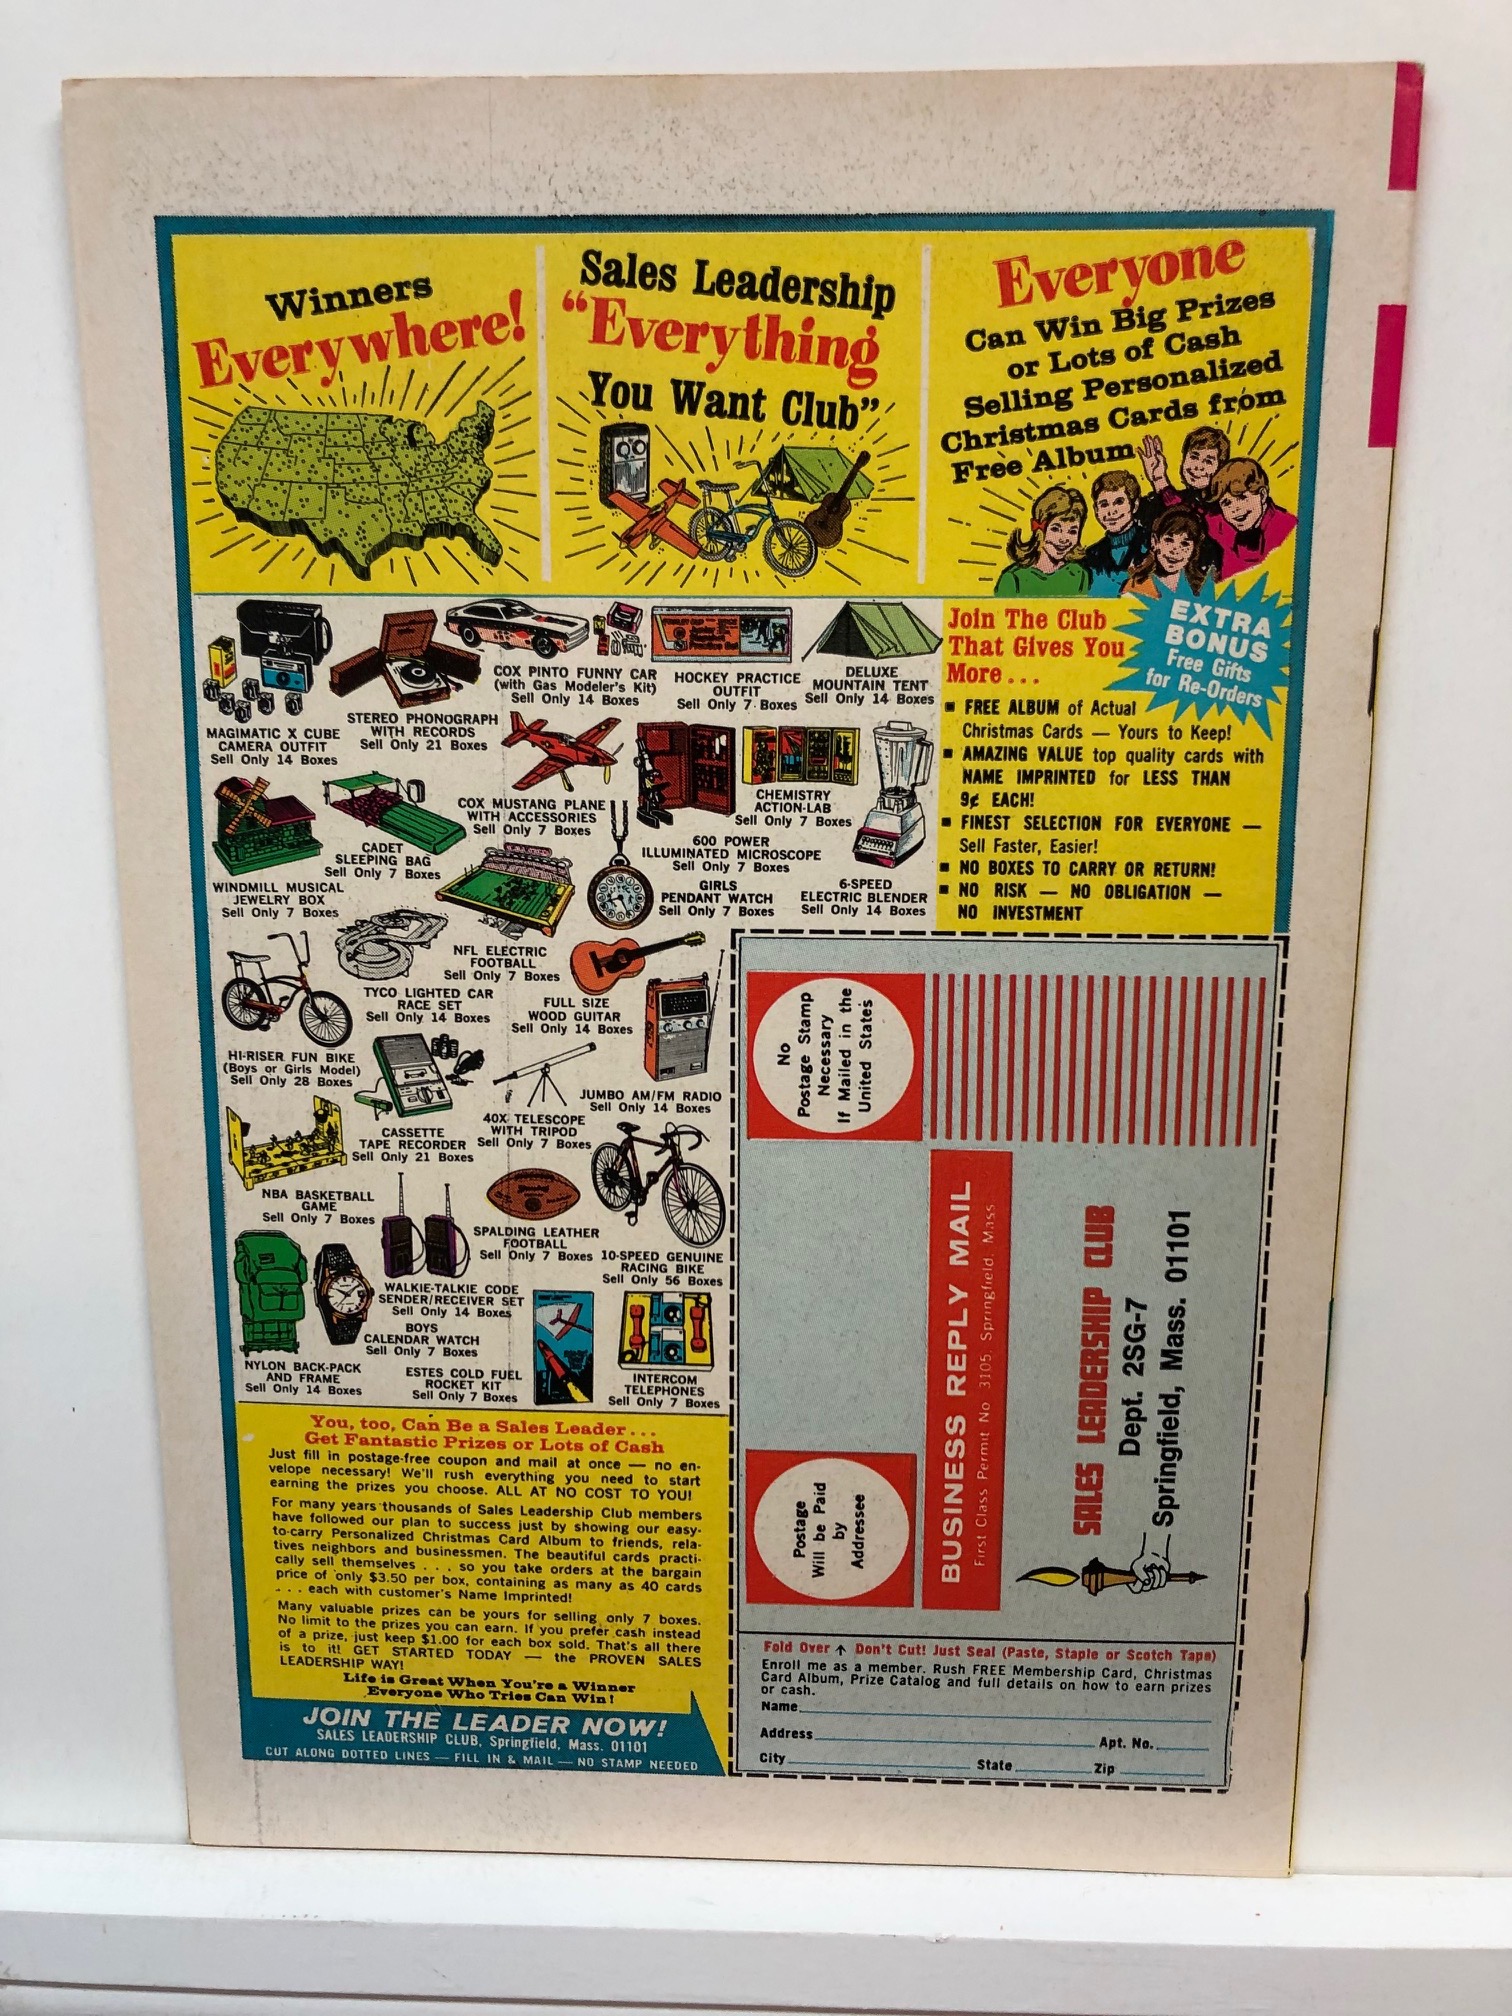 Winners
Everywhere!
Sales Leadership
"Everything
You Want Club"
Everyone
Can Win Big Prizes
or Lots of Cash
Selling Personalized
Christmas Cards from
Free Album
MAGIMATIC X CUBE
CAMERA OUTFIT
Sell Only 14 Boxes
STEREO PHONOGRAPH
WITH RECORDS
Sell Only 21 Boxes
COX PINTO FUNNY CAR
(with Gas Modeler's Kit)
Sell Only 14 Boxes
HOCKEY PRACTICE
OUTFIT
Sell Only 7 Boxes
DELUXE
MOUNTAIN TENT
Sell Only 14 Boxes
WINDMILL MUSICAL
JEWELRY BOX
Sell Only 7 Boxes
CADET
SLEEPING BAG
Sell Only 7 Boxes
COX MUSTANG PLANE
WITH ACCESSORIES
Sell Only 7 Boxes
600 POWER
ILLUMINATED MICROSCOPE
Sell Only 7 Boxes
CHEMISTRY
ACTION-LAB
Sell Only 7 Boxes
GIRLS
PENDANT WATCH
Sell Only 7 Boxes
6-SPEED
ELECTRIC BLENDER
Sell Only 14 Boxes
NFL ELECTRIC
FOOTBALL
Sell Only 7 Boxes
TYCO LIGHTED CAR
RACE SET
Sell Only 14 Boxes
FULL SIZE
WOOD GUITAR
Sell Only 14 Boxes
HI-RISER FUN BIKE
(Boys or Girls Model)
Sell Only 28 Boxes
JUMBO AM/FM RADIO
Sell Only 14 Boxes
CASSETTE
TAPE RECORDER
Sell Only 21 Boxes
40X TELESCOPE
WITH TRIPOD
Sell Only 7 Boxes
NBA BASKETBALL
GAME
Sell Only 7 Boxes
SPALDING LEATHER
FOOTBALL
Sell Only 7 Boxes
10-SPEED GENUINE
RACING BIKE
Sell Only 56 Boxes
WALKIE-TALKIE CODE
SENDER/RECEIVER SET
Sell Only 14 Boxes
BOYS
CALENDAR WATCH
Sell Only 7 Boxes
NYLON BACK-PACK
AND FRAME
Sell Only 14 Boxes
ESTES COLD FUEL
ROCKET KIT
Sell Only 7 Boxes
INTERCOM
TELEPHONES
Sell Only 7 Boxes
Join The Club
That Gives You
More...
EXTRA
BONUS
Free Gifts
for Re-Orders
■ FREE ALBUM of Actual
Christmas Cards — Yours to Keep!
■ AMAZING VALUE top quality cards with
NAME IMPRINTED for LESS THAN
9¢ EACH!
■ FINEST SELECTION FOR EVERYONE —
Sell Faster, Easier!
■ NO BOXES TO CARRY OR RETURN!
■ NO RISK — NO OBLIGATION —
NO INVESTMENT
You, too, Can Be a Sales Leader...
Get Fantastic Prizes or Lots of Cash
Just fill in postage-free coupon and mail at once — no en-
velope necessary! We'll rush everything you need to start
earning the prizes you choose. ALL AT NO COST TO YOU!
For many years thousands of Sales Leadership Club members
have followed our plan to success just by showing our easy-
to-carry Personalized Christmas Card Album to friends, rela-
tives neighbors and businessmen. The beautiful cards practi-
cally sell themselves .... so you take orders at the bargain
price of only $3.50 per box, containing as many as 40 cards
... each with customer's Name Imprinted!
Many valuable prizes can be yours for selling only 7 boxes.
No limit to the prizes you can earn. If you prefer cash instead
of a prize, just keep $1.00 for each box sold. That's all there
is to it! GET STARTED TODAY — the PROVEN SALES
LEADERSHIP WAY!
Life is Great When You're a Winner
Everyone Who Tries Can Win!
JOIN THE LEADER NOW!
SALES LEADERSHIP CLUB, Springfield, Mass. 01101
CUT ALONG DOTTED LINES — FILL IN & MAIL — NO STAMP NEEDED
No
Postage Stamp
Necessary
If Mailed in the
United States
Postage
Will be Paid
by
Addressee
BUSINESS REPLY MAIL
First Class Permit No 3105, Springfield, Mass
SALES LEADERSHIP CLUB
Dept. 2SG-7
Springfield, Mass. 01101
Fold Over ↑ Don't Cut! Just Seal (Paste, Staple or Scotch Tape)
Enroll me as a member. Rush FREE Membership Card, Christmas
Card Album, Prize Catalog and full details on how to earn prizes
or cash.
Name
Address Apt. No.
City State Zip